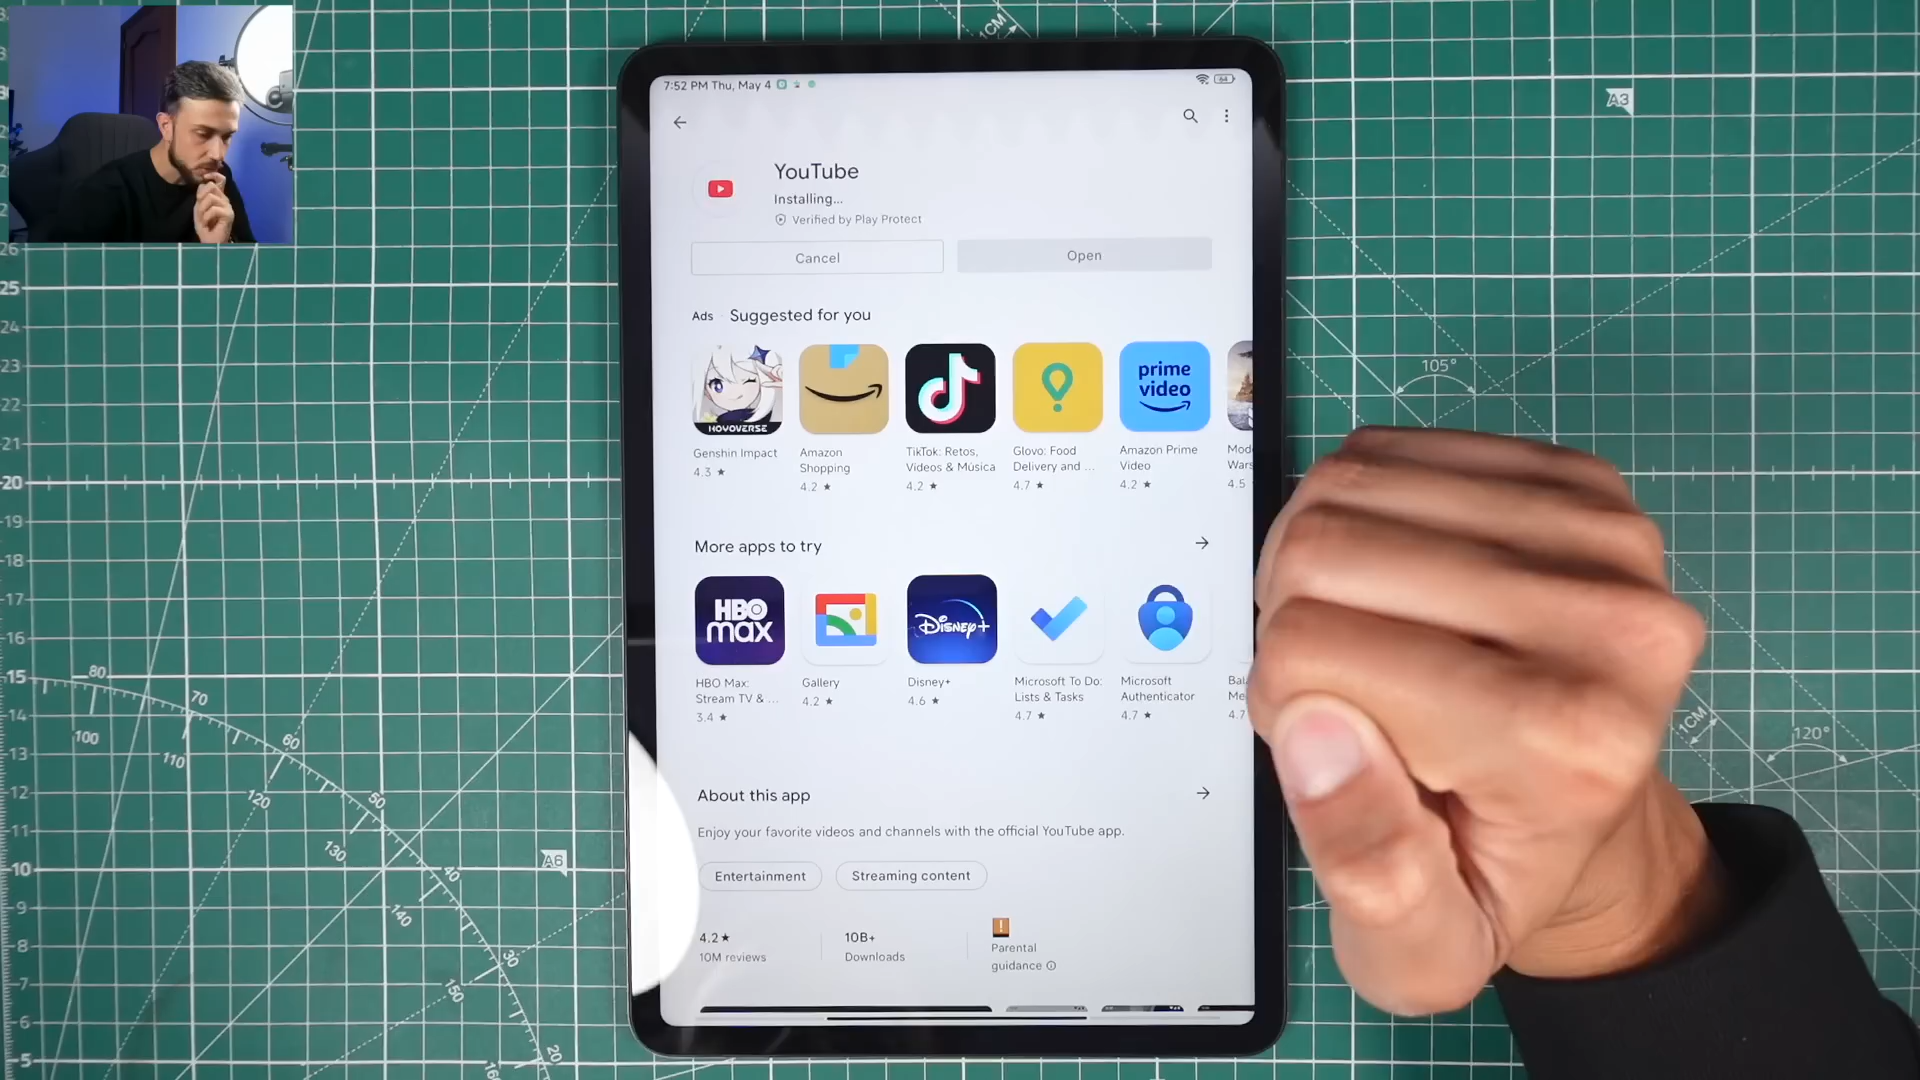 7:52 PM Thu, May 4
64
YouTube
Installing...
Verified by Play Protect
Cancel
Open
Ads · Suggested for you
HOYOVERSE
prime video
Genshin Impact
4.3 ★
Amazon Shopping
4.2 ★
TikTok: Retos, Videos & Música
4.2 ★
Glovo: Food Delivery and ...
4.7 ★
Amazon Prime Video
4.2 ★
4.5
More apps to try
HBO max
Disney+
HBO Max: Stream TV & ...
3.4 ★
Gallery
4.2 ★
Disney+
4.6 ★
Microsoft To Do: Lists & Tasks
4.7 ★
Microsoft Authenticator
4.7 ★
4.7
About this app
Enjoy your favorite videos and channels with the official YouTube app.
Entertainment
Streaming content
4.2 ★
10M reviews
10B+
Downloads
Parental guidance
1CM
A3
105°
120°
1CM
A6
26
25
24
23
22
21
20
19
18
17
16
15
14
13
12
11
10
9
8
7
6
5
80
70
60
50
40
30
20
100
110
120
130
140
150